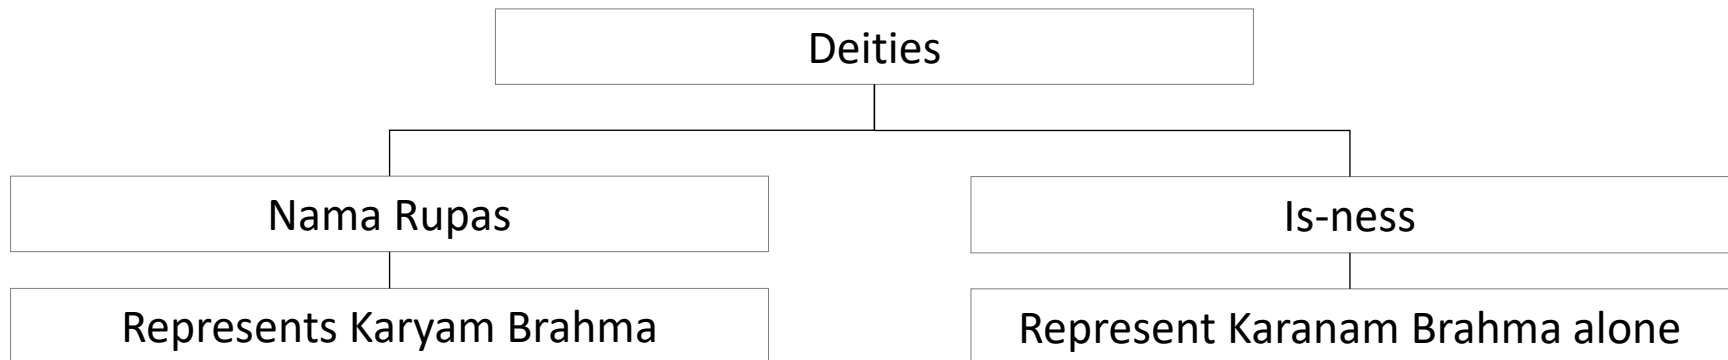 Deities
Nama Rupas
Is-ness
Represents Karyam Brahma
Represent Karanam Brahma alone